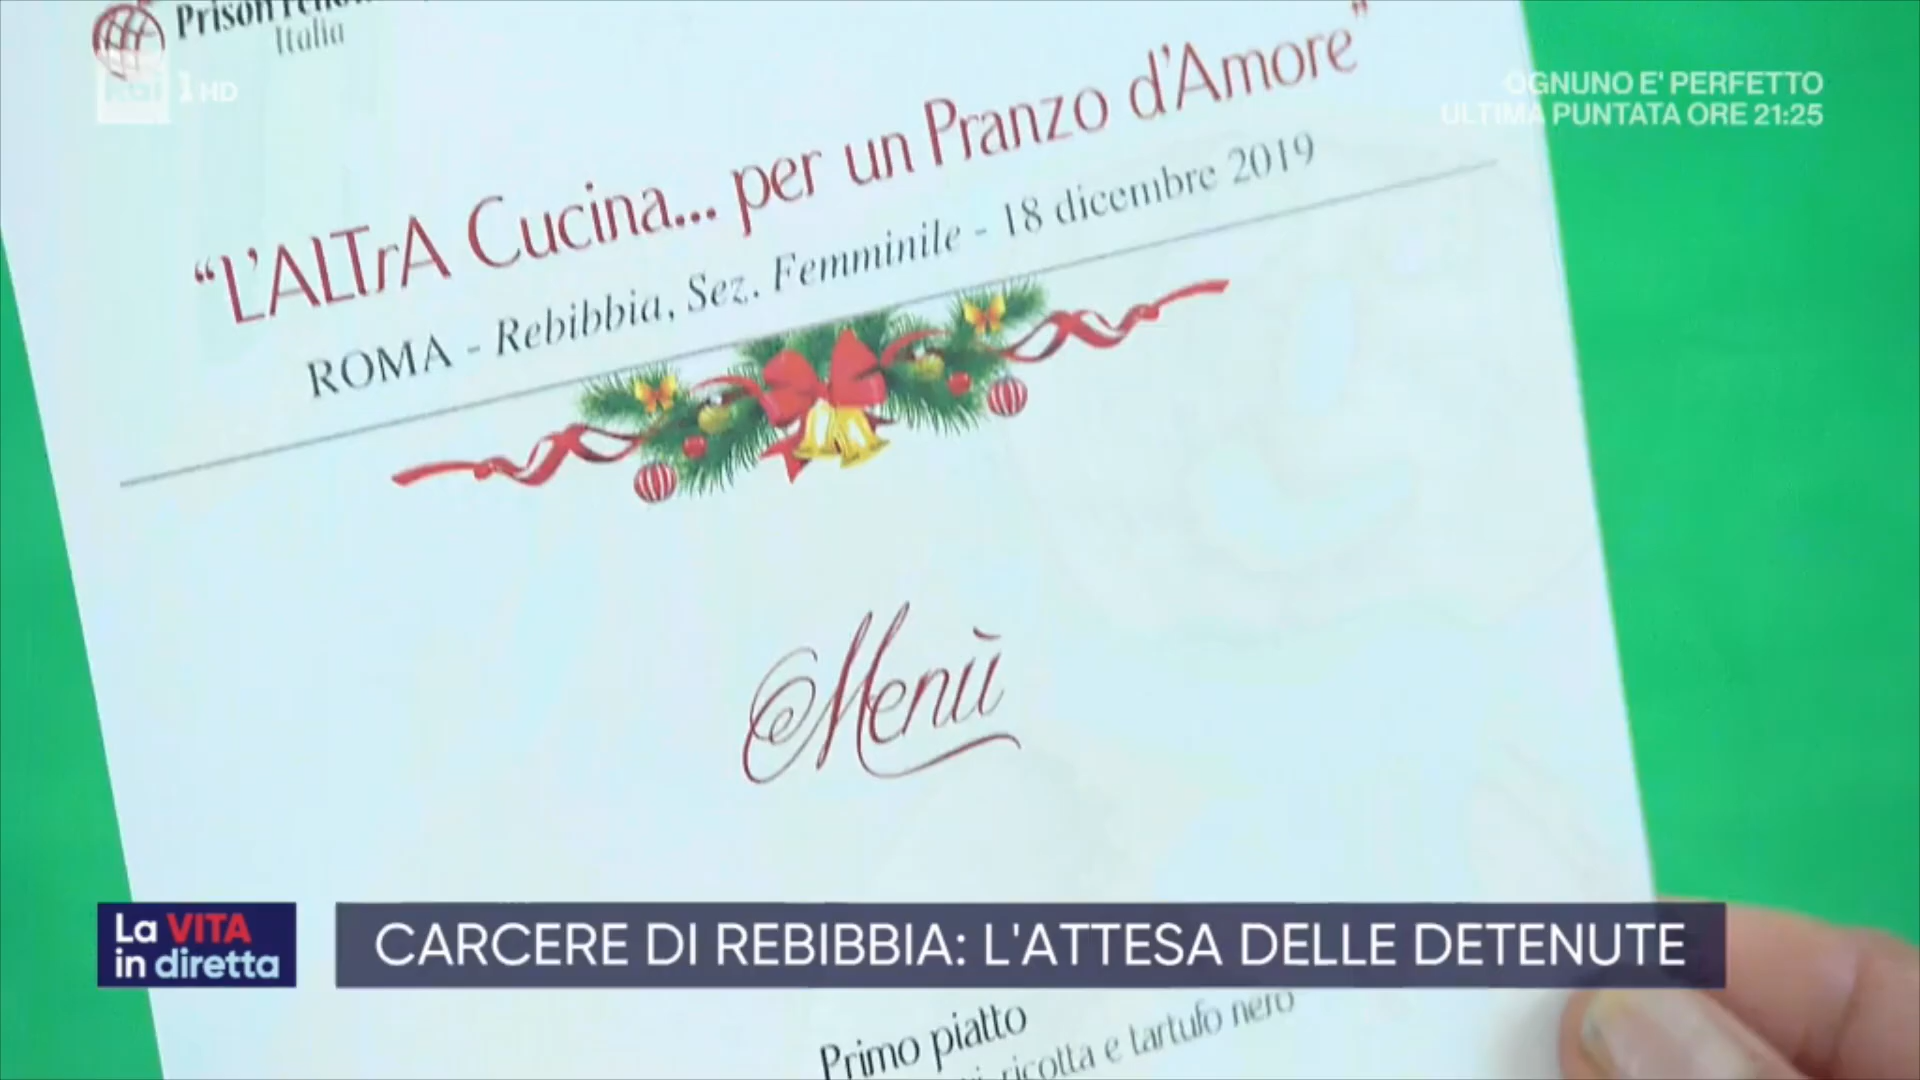 Prison
Italia
Rai 1 HD
OGNUNO E' PERFETTO
ULTIMA PUNTATA ORE 21:25
“L’ALTrA Cucina... per un Pranzo d’Amore”
ROMA - Rebibbia, Sez. Femminile - 18 dicembre 2019
Menù
La VITA
in diretta
CARCERE DI REBIBBIA: L'ATTESA DELLE DETENUTE
Primo piatto
ricotta e tartufo nero